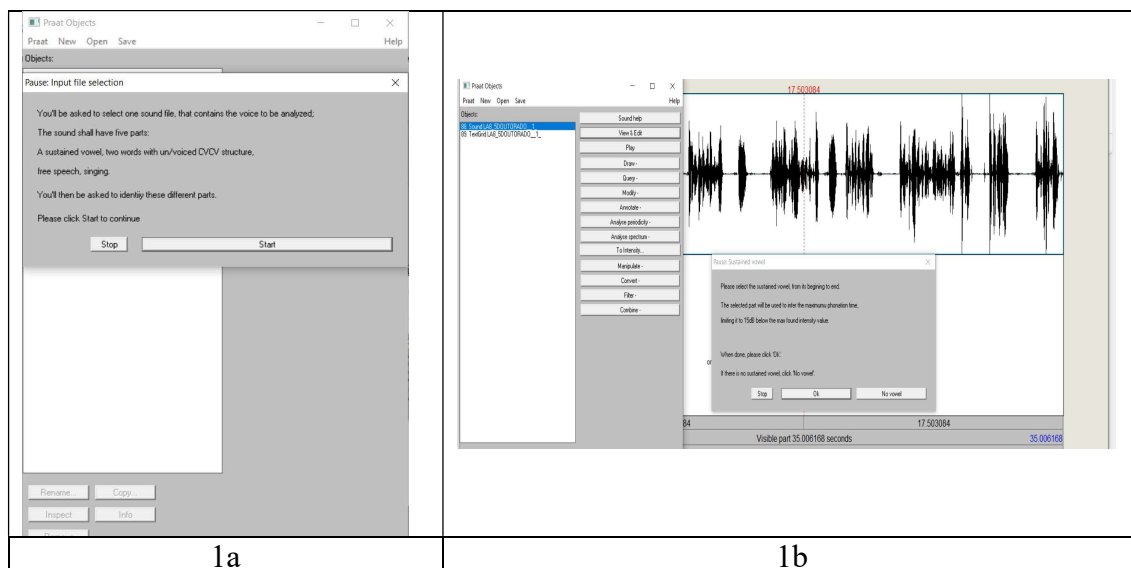 Praat Objects
Praat New Open Save Help
Objects:
Pause: Input file selection
You'll be asked to select one sound file, that contains the voice to be analyzed;
The sound shall have five parts:
A sustained vowel, two words with un/voiced CVCV structure,
free speech, singing.
You'll then be asked to identiy these different parts.
Please click Start to continue
Stop Start
Rename... Copy...
Inspect Info
1a
Praat Objects
Praat New Open Save Help
Objects:
88. Sound LAB_5DOUTORADO__1_
89. TextGrid LAB_5DOUTORADO__1_
Sound help
View & Edit
Play
Draw -
Query -
Modify -
Annotate -
Analyse periodicity -
Analyse spectrum -
To Intensity...
Manipulate -
Convert -
Filter -
Combine -
17.503084
Pause: Sustained vowel
Please select the sustained vowel, from its begining to end.
The selected part will be used to infer the maximumu phonation time,
limiting it to 15dB below the max found intensity value.
When done, please click 'Ok'.
If there is no sustained vowel, click 'No vowel'.
Stop Ok No vowel
84 17.503084
Visible part 35.006168 seconds 35.006168
1b